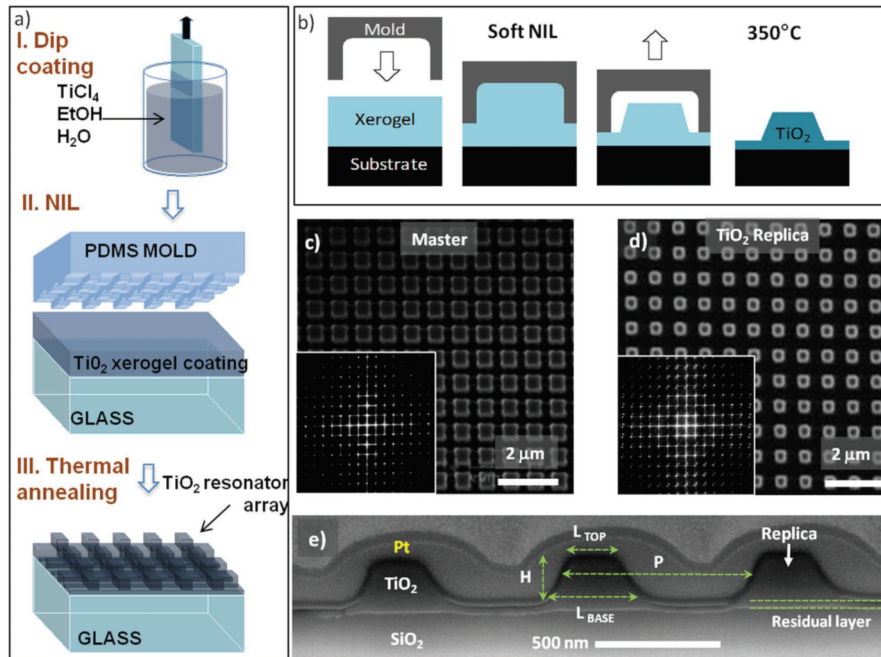 a)
I. Dip
coating
TiCl₄
EtOH
H₂O
II. NIL
PDMS MOLD
Ti0₂ xerogel coating
GLASS
III. Thermal
annealing
TiO₂ resonator
array
GLASS
b)
Mold
Xerogel
Substrate
Soft NIL
350°C
TiO₂
c)
Master
2 μm
d)
TiO₂ Replica
2 μm
e)
Pt
TiO₂
SiO₂
H
L TOP
P
L BASE
500 nm
Replica
Residual layer